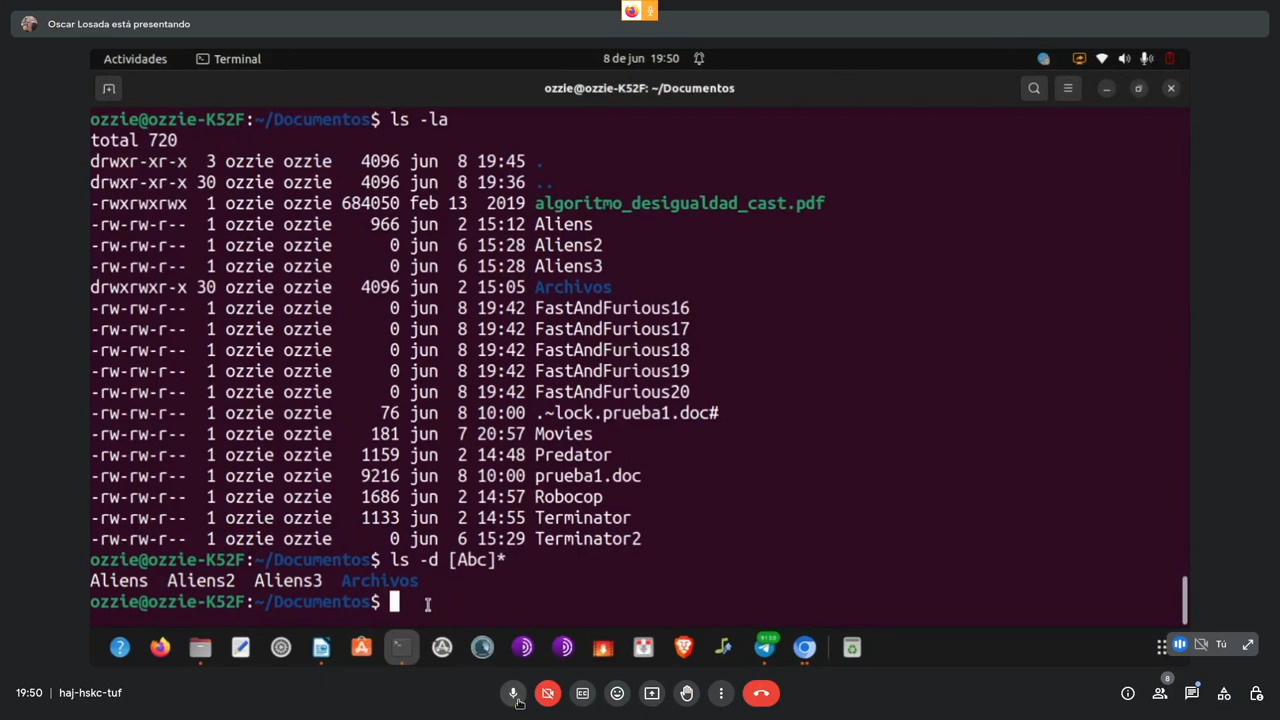 Oscar Losada está presentando
Actividades Terminal 8 de jun 19:50
ozzie@ozzie-K52F: ~/Documentos
ozzie@ozzie-K52F:~/Documentos$ ls -la
total 720
drwxr-xr-x 3 ozzie ozzie 4096 jun 8 19:45 .
drwxr-xr-x 30 ozzie ozzie 4096 jun 8 19:36 ..
-rwxrwxrwx 1 ozzie ozzie 684050 feb 13 2019 algoritmo_desigualdad_cast.pdf
-rw-rw-r-- 1 ozzie ozzie 966 jun 2 15:12 Aliens
-rw-rw-r-- 1 ozzie ozzie 0 jun 6 15:28 Aliens2
-rw-rw-r-- 1 ozzie ozzie 0 jun 6 15:28 Aliens3
drwxrwxr-x 30 ozzie ozzie 4096 jun 2 15:05 Archivos
-rw-rw-r-- 1 ozzie ozzie 0 jun 8 19:42 FastAndFurious16
-rw-rw-r-- 1 ozzie ozzie 0 jun 8 19:42 FastAndFurious17
-rw-rw-r-- 1 ozzie ozzie 0 jun 8 19:42 FastAndFurious18
-rw-rw-r-- 1 ozzie ozzie 0 jun 8 19:42 FastAndFurious19
-rw-rw-r-- 1 ozzie ozzie 0 jun 8 19:42 FastAndFurious20
-rw-rw-r-- 1 ozzie ozzie 76 jun 8 10:00 .~lock.prueba1.doc#
-rw-rw-r-- 1 ozzie ozzie 181 jun 7 20:57 Movies
-rw-rw-r-- 1 ozzie ozzie 1159 jun 2 14:48 Predator
-rw-rw-r-- 1 ozzie ozzie 9216 jun 8 10:00 prueba1.doc
-rw-rw-r-- 1 ozzie ozzie 1686 jun 2 14:57 Robocop
-rw-rw-r-- 1 ozzie ozzie 1133 jun 2 14:55 Terminator
-rw-rw-r-- 1 ozzie ozzie 0 jun 6 15:29 Terminator2
ozzie@ozzie-K52F:~/Documentos$ ls -d [Abc]*
Aliens Aliens2 Aliens3 Archivos
ozzie@ozzie-K52F:~/Documentos$
Tú
19:50 haj-hskc-tuf
8